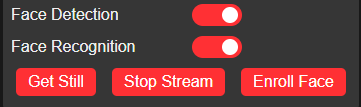 Face Detection
Face Recognition
Get Still Stop Stream Enroll Face